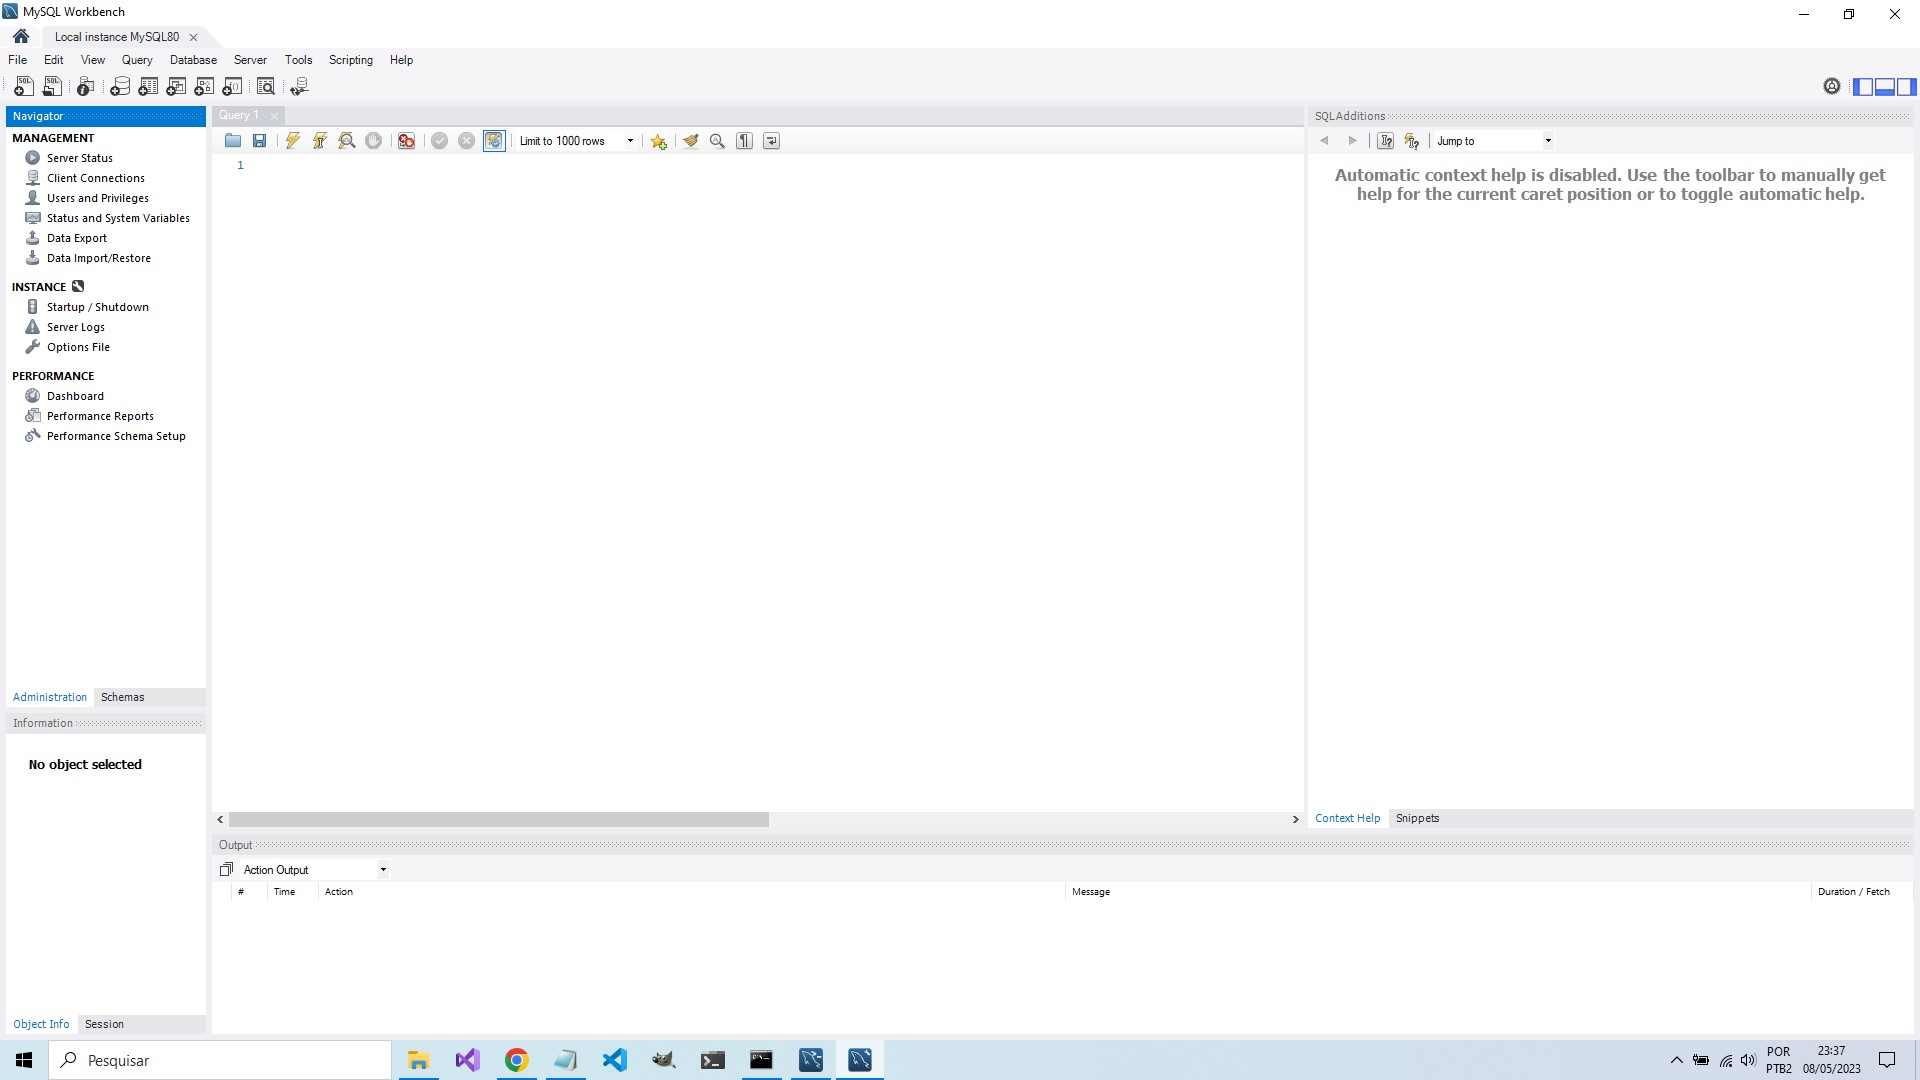 MySQL Workbench
Local instance MySQL80
File Edit View Query Database Server Tools Scripting Help
Navigator
MANAGEMENT
Server Status
Client Connections
Users and Privileges
Status and System Variables
Data Export
Data Import/Restore
INSTANCE
Startup / Shutdown
Server Logs
Options File
PERFORMANCE
Dashboard
Performance Reports
Performance Schema Setup
Administration Schemas
Information
No object selected
Object Info Session
Query 1
Limit to 1000 rows
1
SQLAdditions
Jump to
Automatic context help is disabled. Use the toolbar to manually get
help for the current caret position or to toggle automatic help.
Context Help Snippets
Output
Action Output
# Time Action Message Duration / Fetch
Pesquisar
POR
PTB2
23:37
08/05/2023